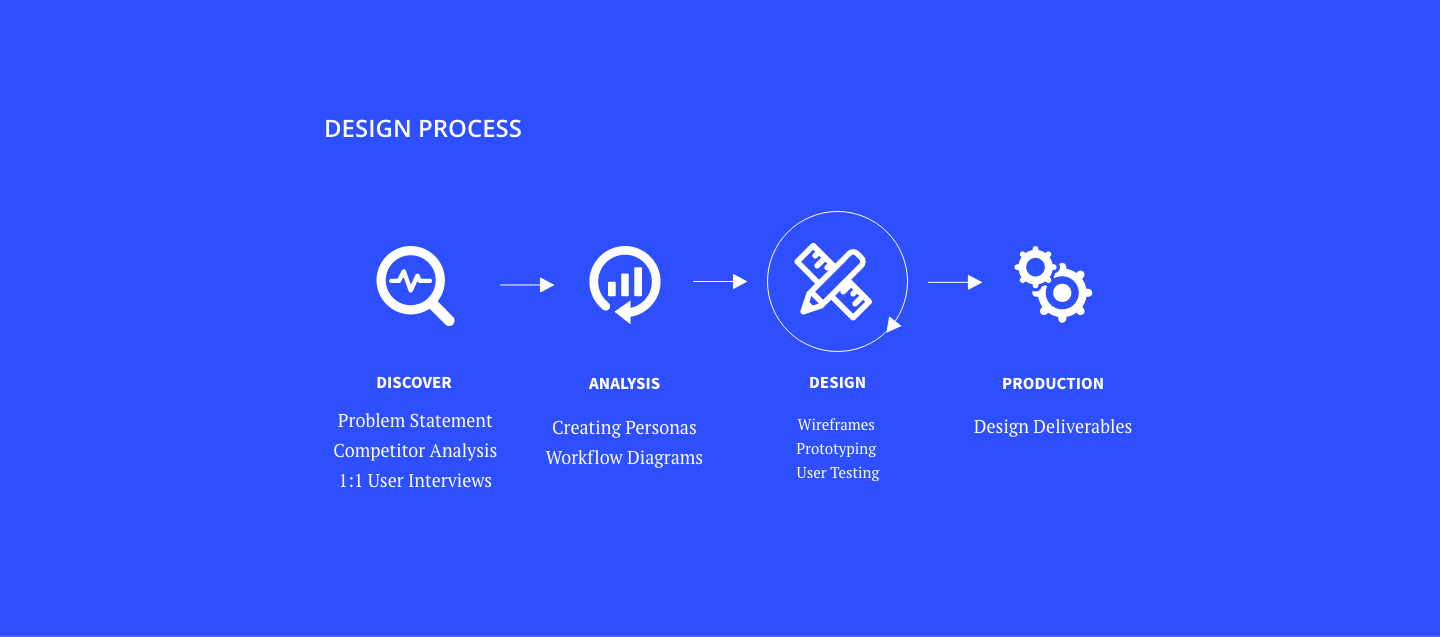 DESIGN PROCESS
DISCOVER
Problem Statement
Competitor Analysis
1:1 User Interviews
ANALYSIS
Creating Personas
Workflow Diagrams
DESIGN
Wireframes
Prototyping
User Testing
PRODUCTION
Design Deliverables